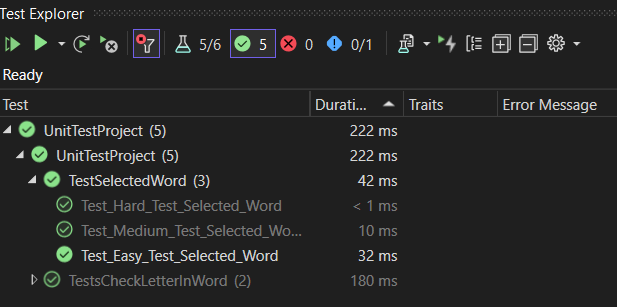 Test Explorer
5/6 5 0 0/1
Ready
Test Durati... Traits Error Message
UnitTestProject (5) 222 ms
UnitTestProject (5) 222 ms
TestSelectedWord (3) 42 ms
Test_Hard_Test_Selected_Word < 1 ms
Test_Medium_Test_Selected_Wo... 10 ms
Test_Easy_Test_Selected_Word 32 ms
TestsCheckLetterInWord (2) 180 ms